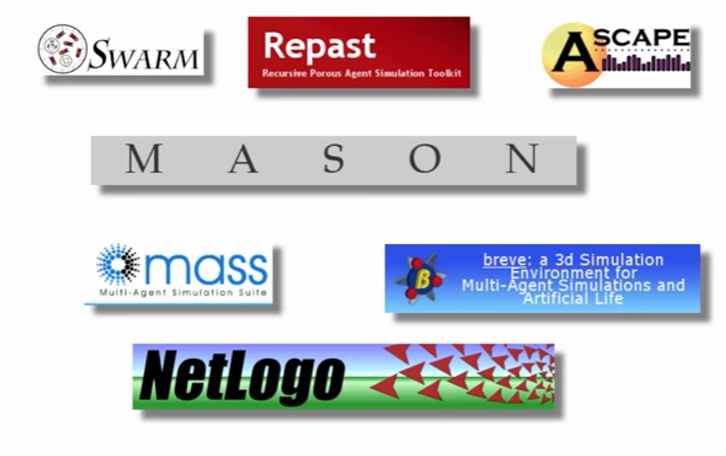 SWARM
Repast
Recursive Porous Agent Simulation Toolkit
ASCAPE
MASON
mass
Multi-Agent Simulation Suite
B
breve: a 3d Simulation
Environment for
Multi-Agent Simulations and
Artificial Life
NetLogo